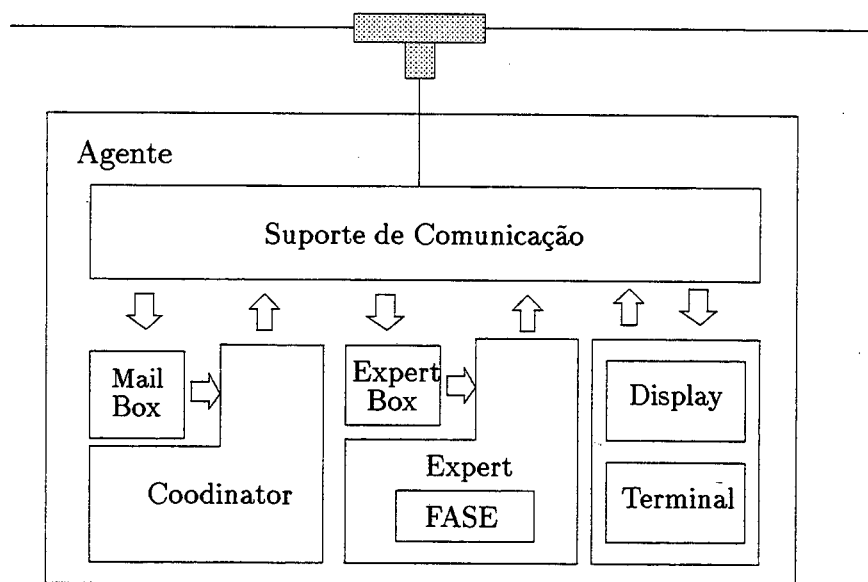 Agente
Suporte de Comunicação
Mail
Box
Expert
Box
Display
Expert
Coodinator
FASE
Terminal